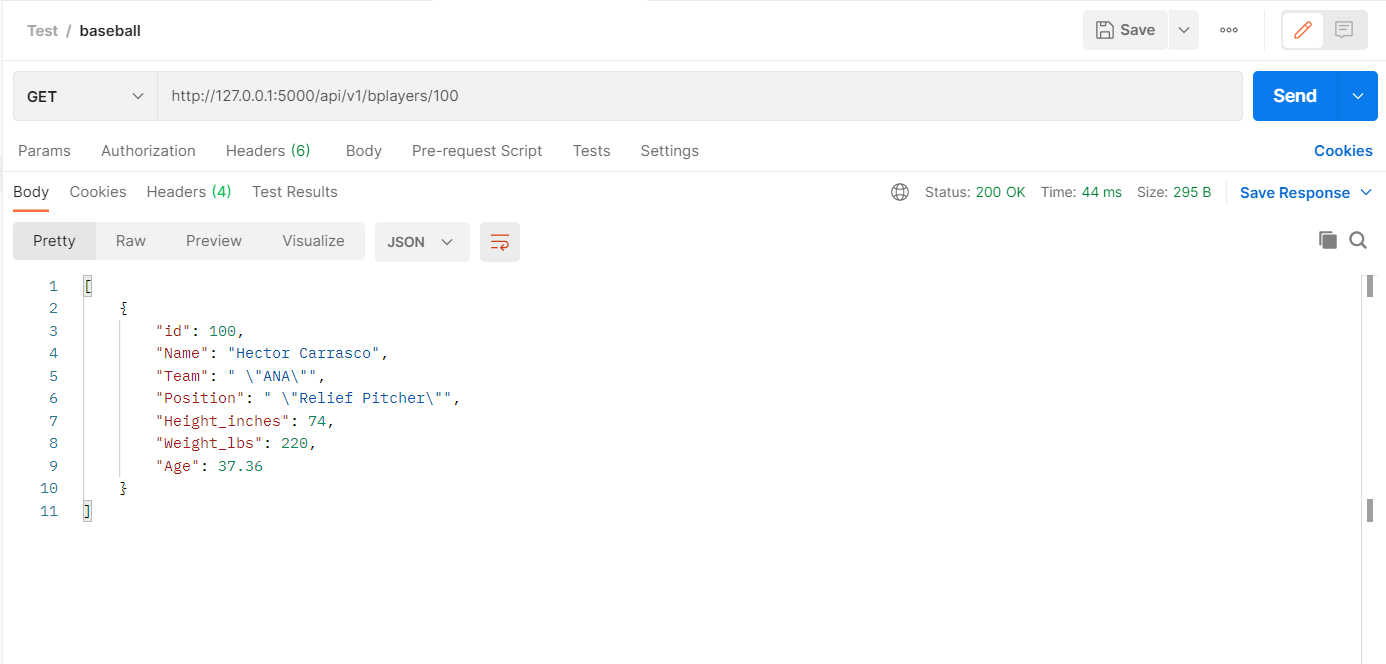 Test / baseball Save
GET http://127.0.0.1:5000/api/v1/bplayers/100 Send
Params Authorization Headers (6) Body Pre-request Script Tests Settings Cookies
Body Cookies Headers (4) Test Results Status: 200 OK Time: 44 ms Size: 295 B Save Response
Pretty Raw Preview Visualize JSON
1 [
2 {
3 "id": 100,
4 "Name": "Hector Carrasco",
5 "Team": " \"ANA\"",
6 "Position": " \"Relief Pitcher\"",
7 "Height_inches": 74,
8 "Weight_lbs": 220,
9 "Age": 37.36
10 }
11 ]